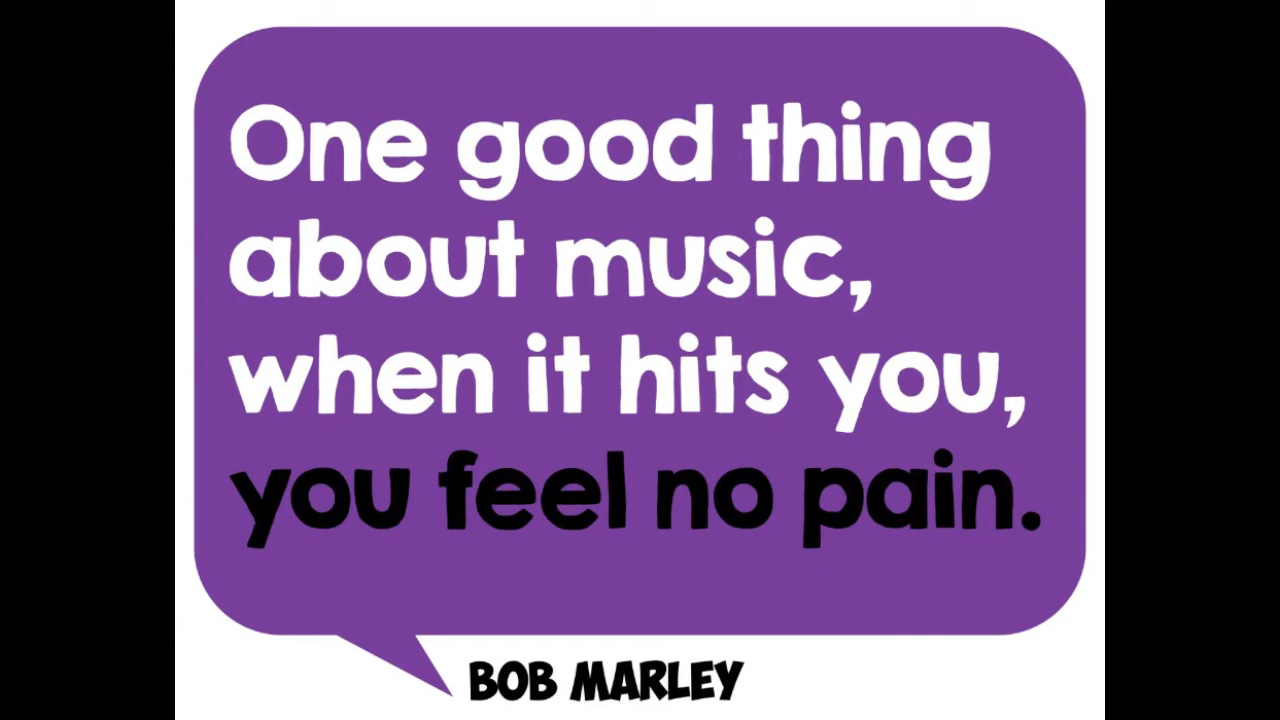 One good thing
about music,
when it hits you,
you feel no pain.
BOB MARLEY